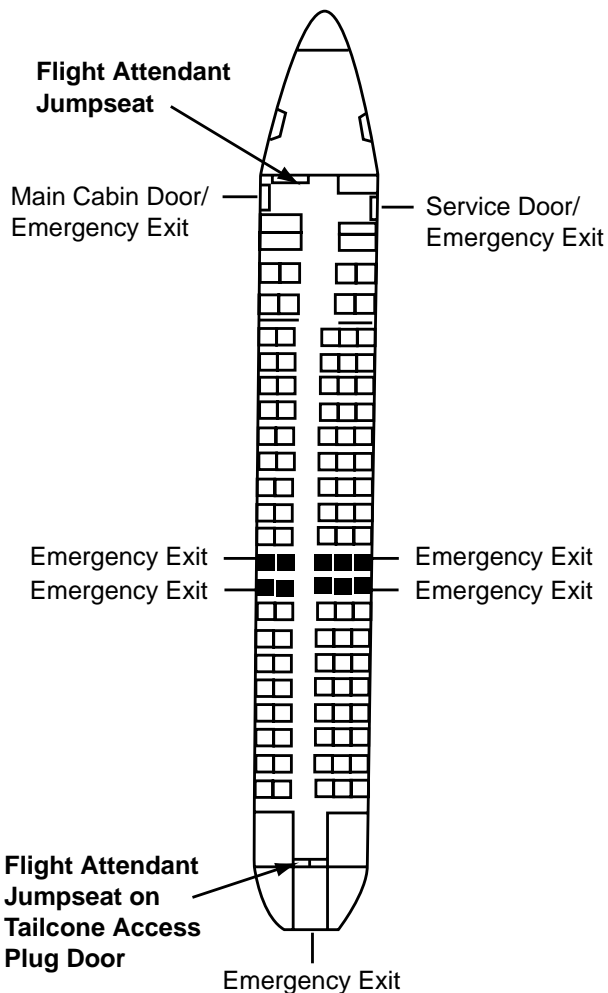 Flight Attendant
Jumpseat
Main Cabin Door/
Emergency Exit
Service Door/
Emergency Exit
Emergency Exit
Emergency Exit
Emergency Exit
Emergency Exit
Flight Attendant
Jumpseat on
Tailcone Access
Plug Door
Emergency Exit